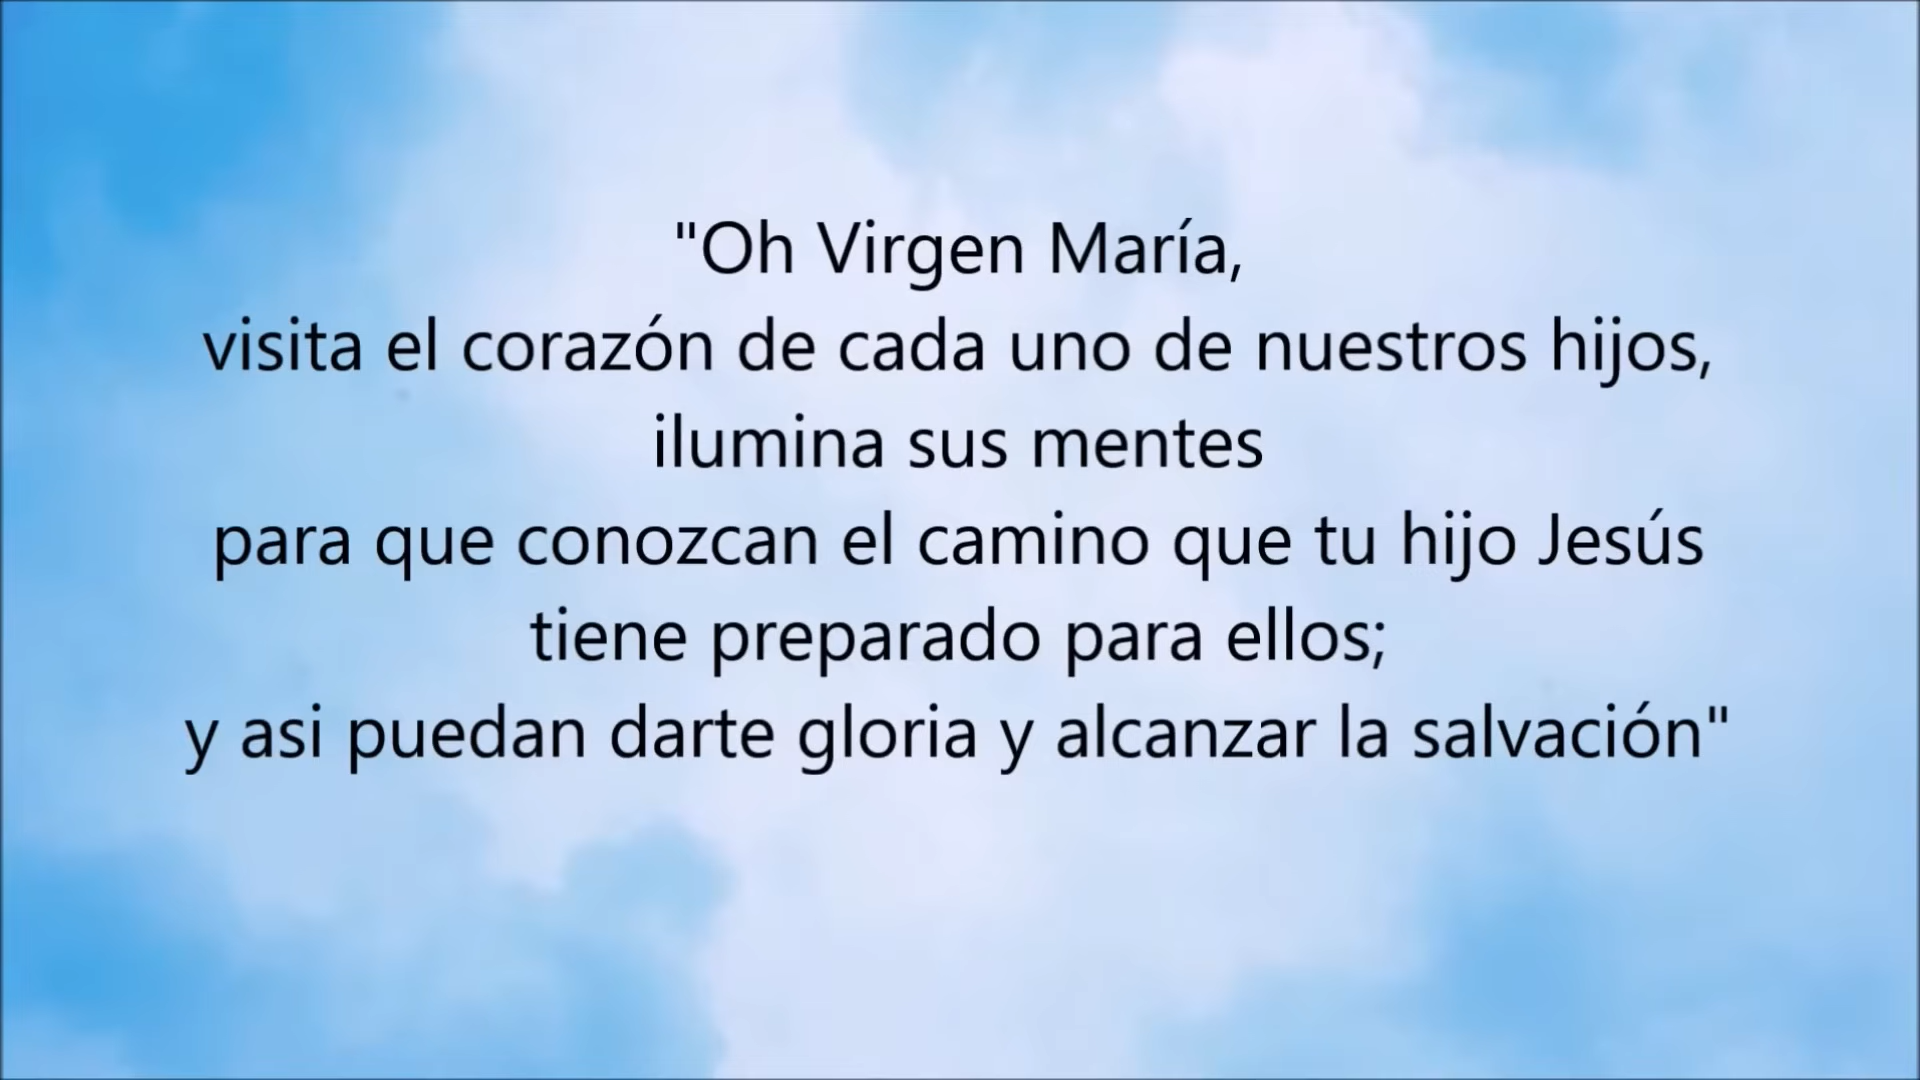 "Oh Virgen María,
visita el corazón de cada uno de nuestros hijos,
ilumina sus mentes
para que conozcan el camino que tu hijo Jesús
tiene preparado para ellos;
y asi puedan darte gloria y alcanzar la salvación"